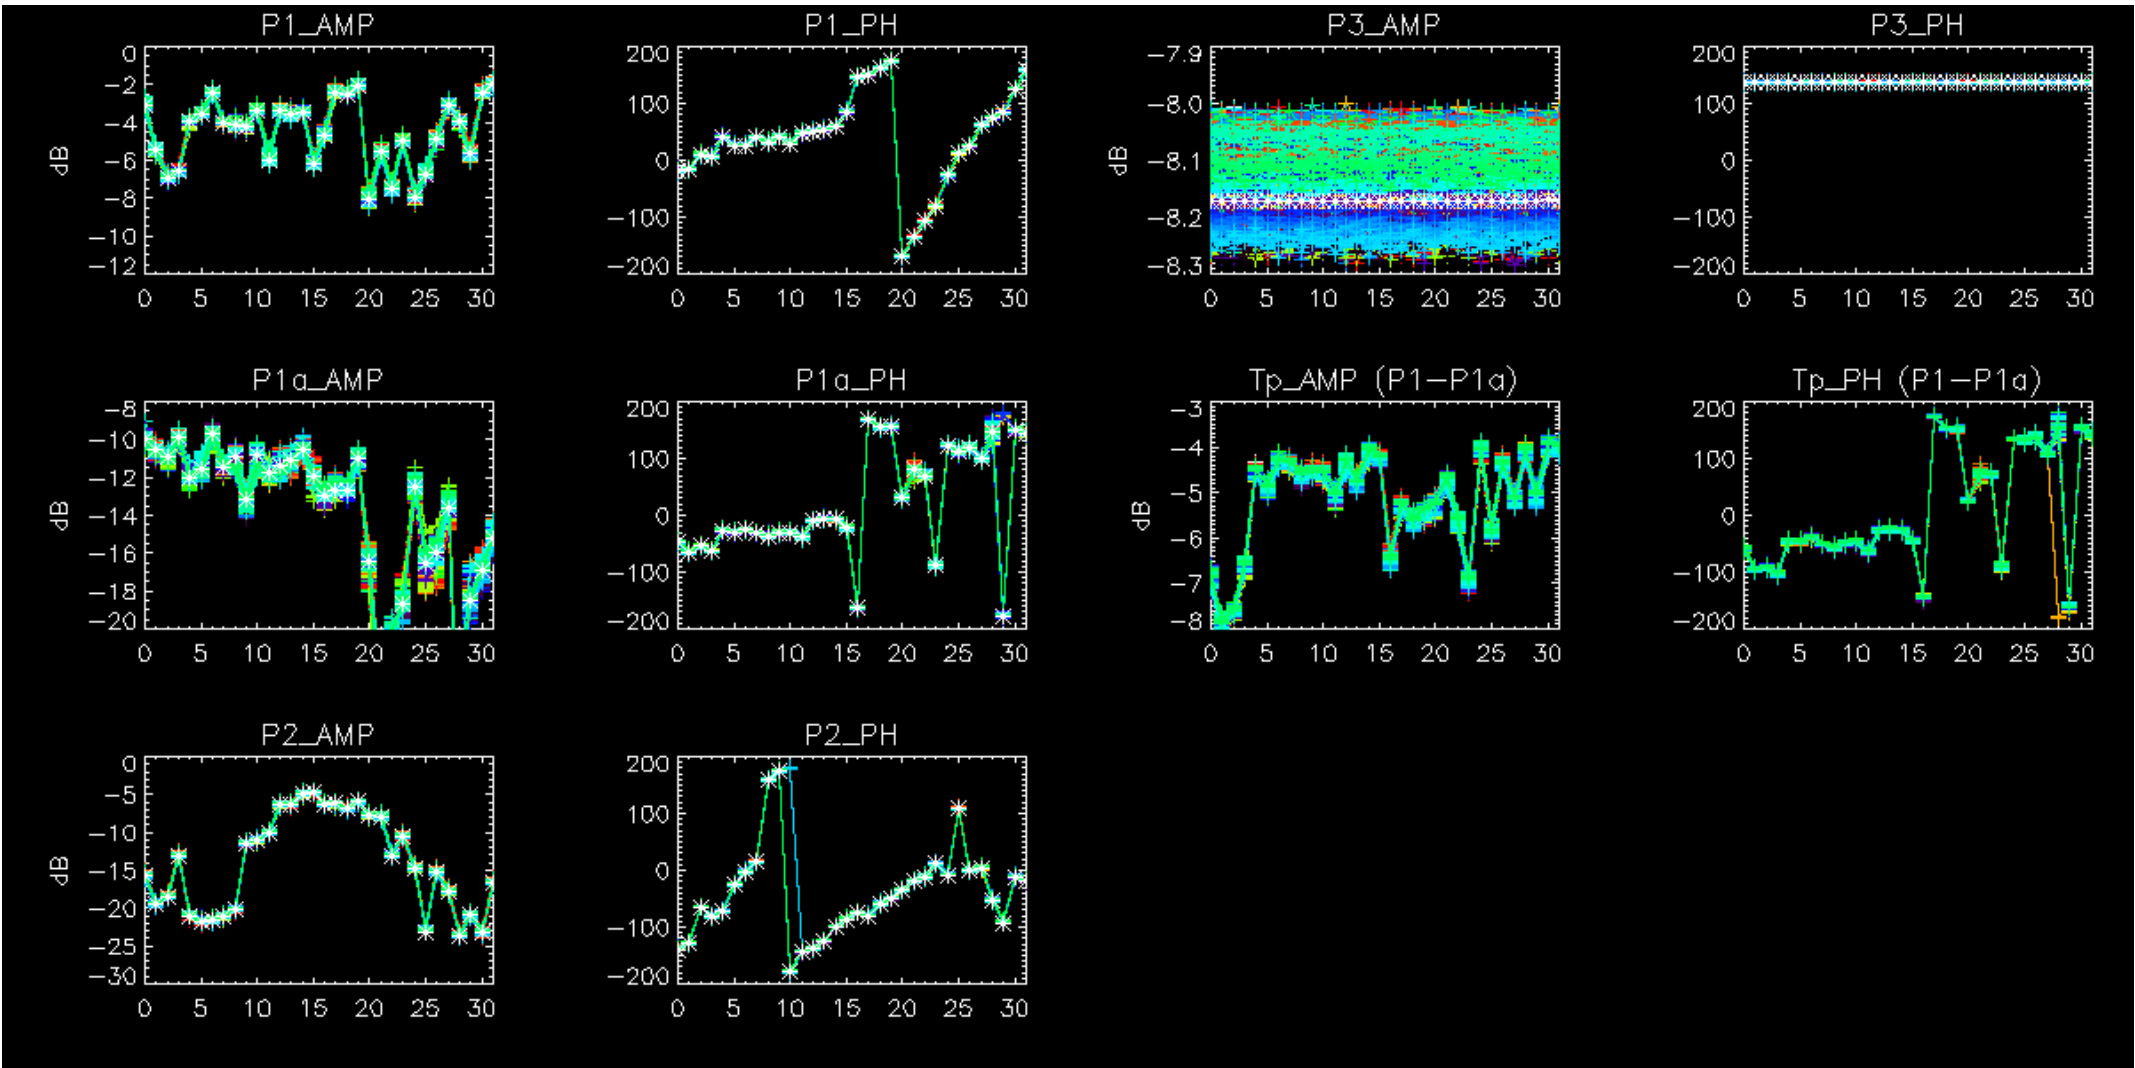 P1_AMP
0
-2
-4
-6
-8
-10
-12
dB
0 5 10 15 20 25 30
P1_PH
200
100
0
-100
-200
0 5 10 15 20 25 30
P3_AMP
-7.9
-8.0
-8.1
-8.2
-8.3
dB
0 5 10 15 20 25 30
P3_PH
200
100
0
-100
-200
0 5 10 15 20 25 30
P1a_AMP
-8
-10
-12
-14
-16
-18
-20
dB
0 5 10 15 20 25 30
P1a_PH
200
100
0
-100
-200
0 5 10 15 20 25 30
Tp_AMP (P1-P1a)
-3
-4
-5
-6
-7
-8
dB
0 5 10 15 20 25 30
Tp_PH (P1-P1a)
200
100
0
-100
-200
0 5 10 15 20 25 30
P2_AMP
0
-5
-10
-15
-20
-25
-30
dB
0 5 10 15 20 25 30
P2_PH
200
100
0
-100
-200
0 5 10 15 20 25 30